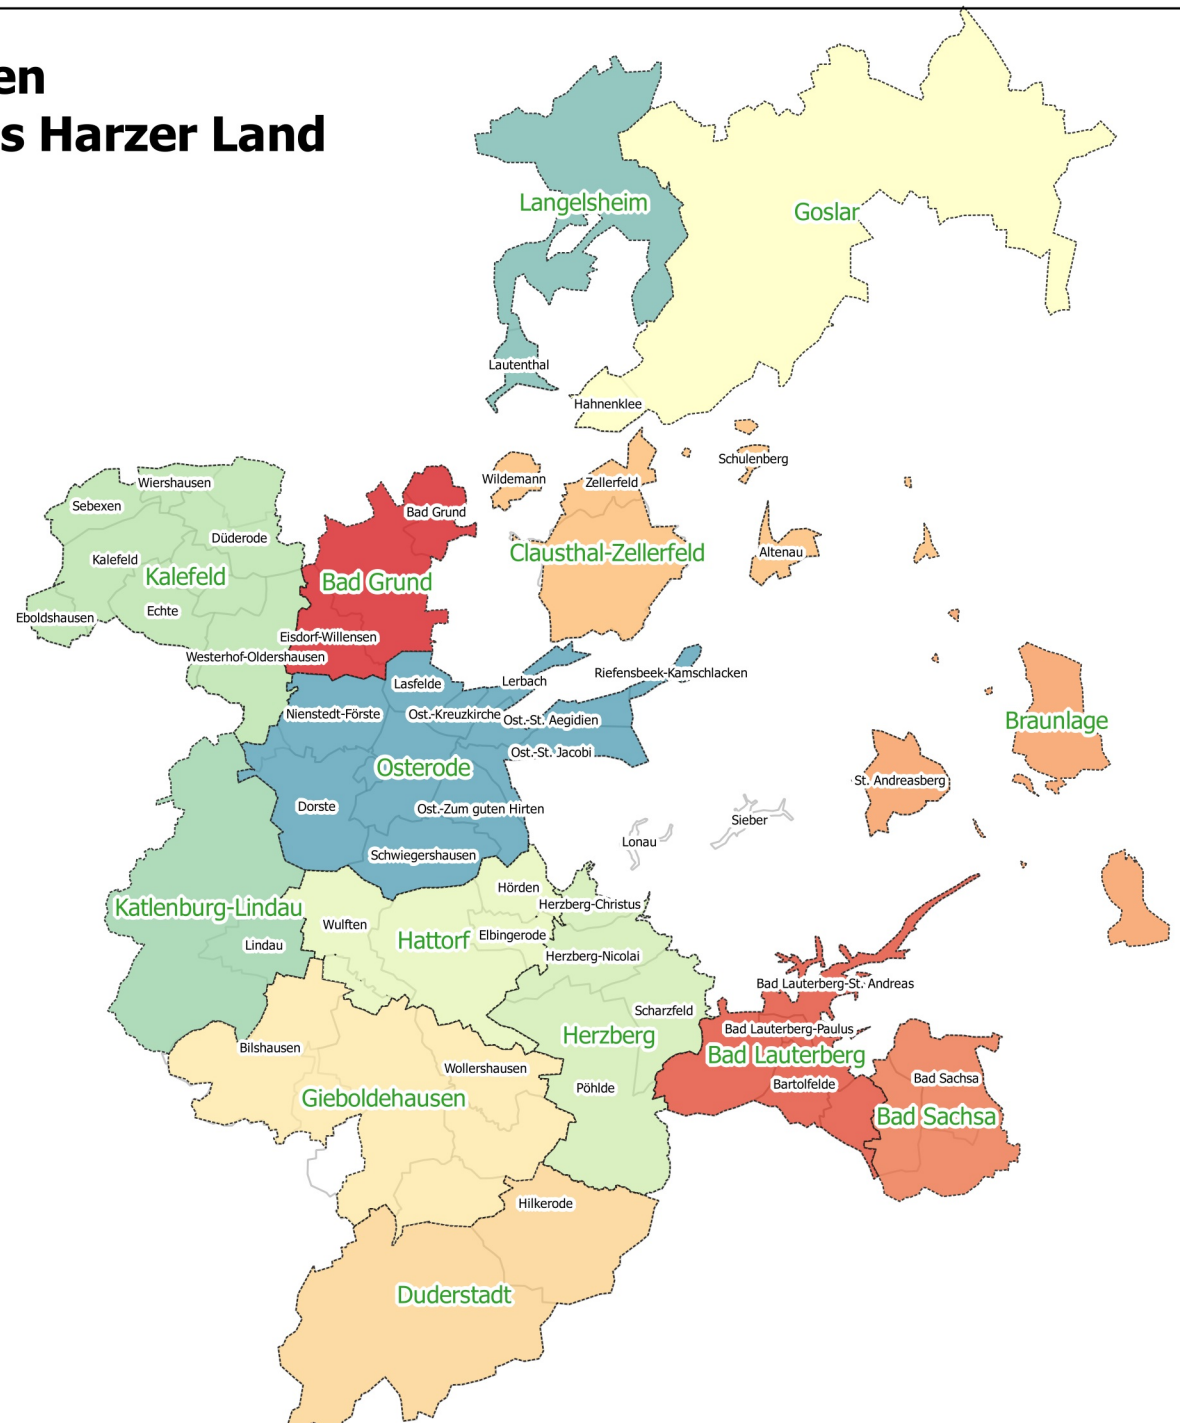 en
s Harzer Land
Langelsheim
Goslar
Lautenthal
Hahnenklee
Schulenberg
Wildemann
Zellerfeld
Wiershausen
Sebexen
Bad Grund
Düderode
Clausthal-Zellerfeld
Altenau
Kalefeld
Kalefeld
Bad Grund
Echte
Eboldshausen
Eisdorf-Willensen
Westerhof-Oldershausen
Lasfelde
Lerbach
Riefensbeek-Kamschlacken
Nienstedt-Förste
Ost.-Kreuzkirche
Ost.-St. Aegidien
Braunlage
Ost.-St. Jacobi
Osterode
St. Andreasberg
Dorste
Ost.-Zum guten Hirten
Sieber
Lonau
Schwiegershausen
Hörden
Herzberg-Christus
Katlenburg-Lindau
Wulften
Hattorf
Elbingerode
Lindau
Herzberg-Nicolai
Bad Lauterberg-St. Andreas
Scharzfeld
Bad Lauterberg-Paulus
Herzberg
Bilshausen
Bad Lauterberg
Wollershausen
Bad Sachsa
Bartolfelde
Pöhlde
Gieboldehausen
Bad Sachsa
Hilkerode
Duderstadt